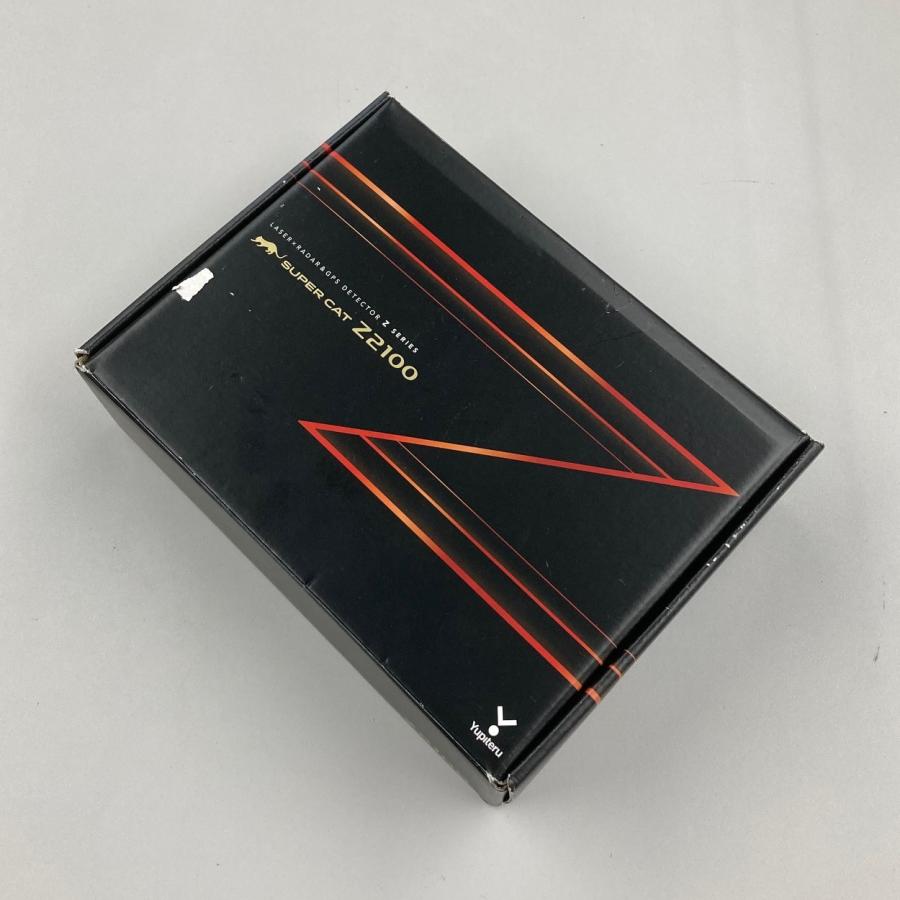 LASER×RADAR&GPS DETECTOR Z SERIES
SUPER CAT Z2100
Yupiteru